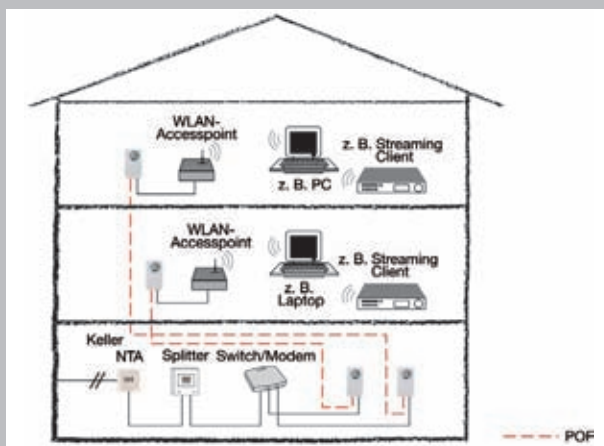 WLAN-
Accesspoint
z. B. PC
z. B. Streaming
Client
WLAN-
Accesspoint
z. B.
Laptop
z. B. Streaming
Client
Keller
NTA
Splitter
Switch/Modem
POF